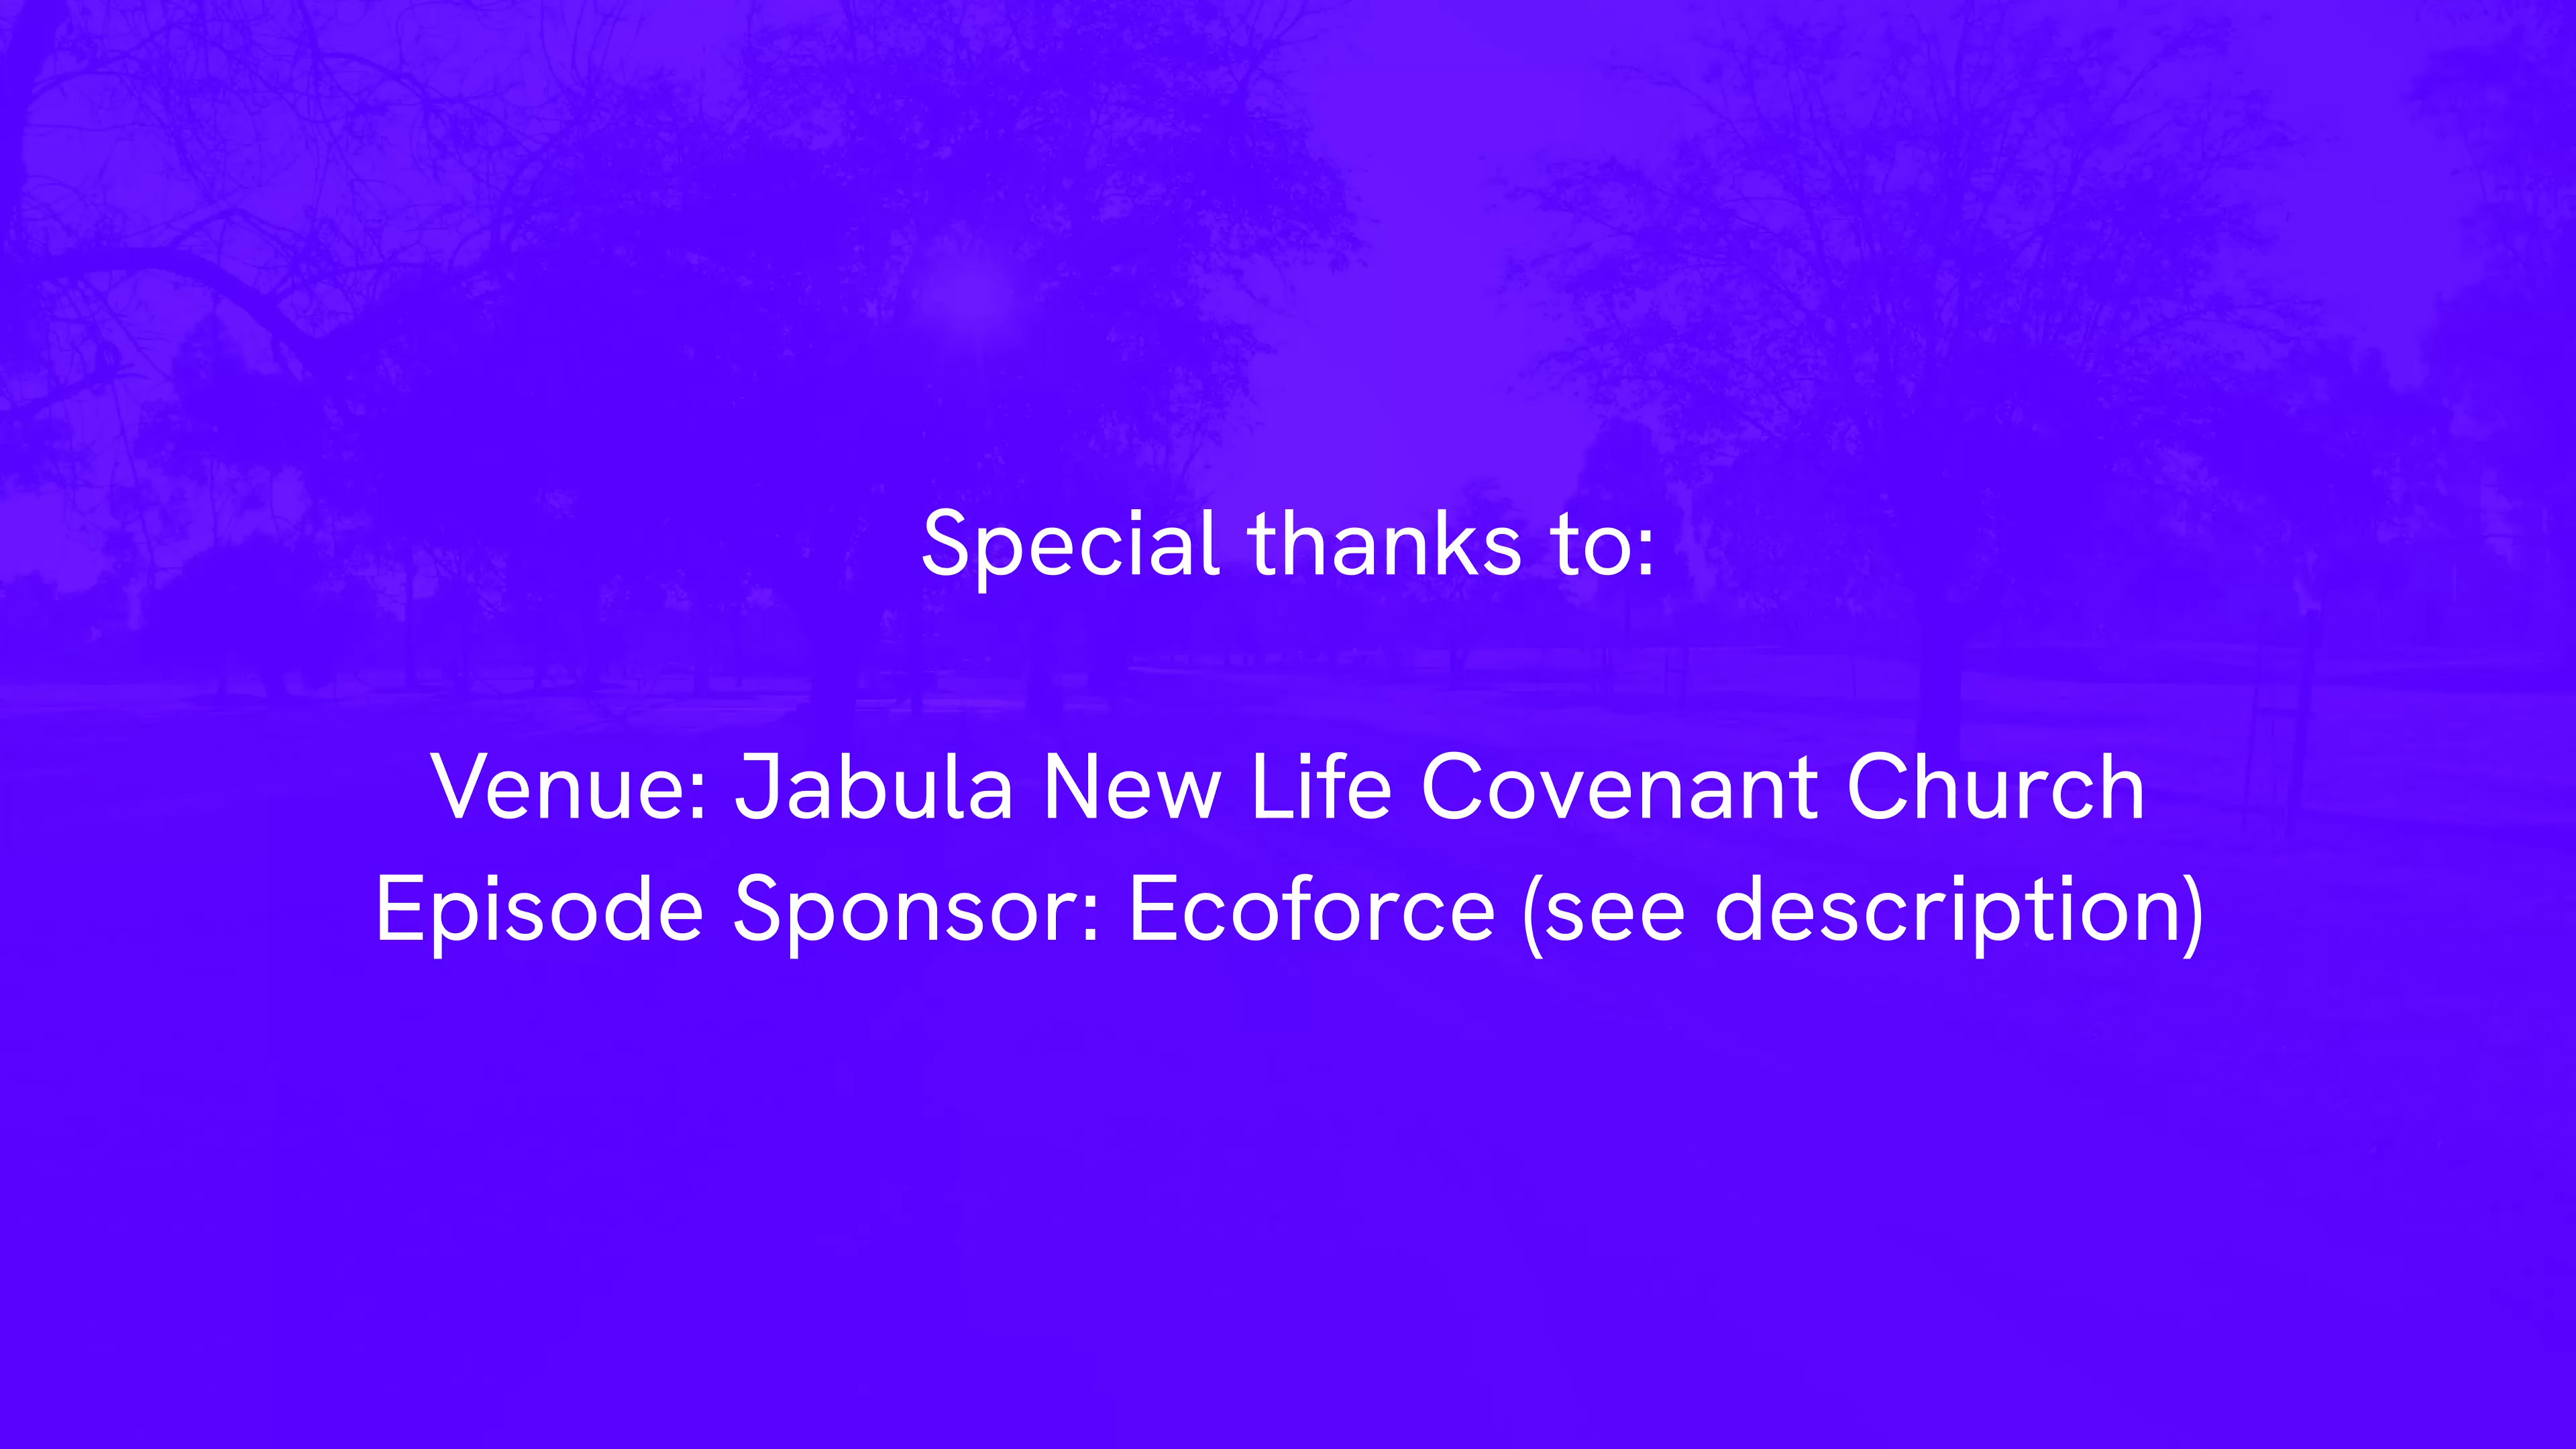 Special thanks to:
Venue: Jabula New Life Covenant Church
Episode Sponsor: Ecoforce (see description)